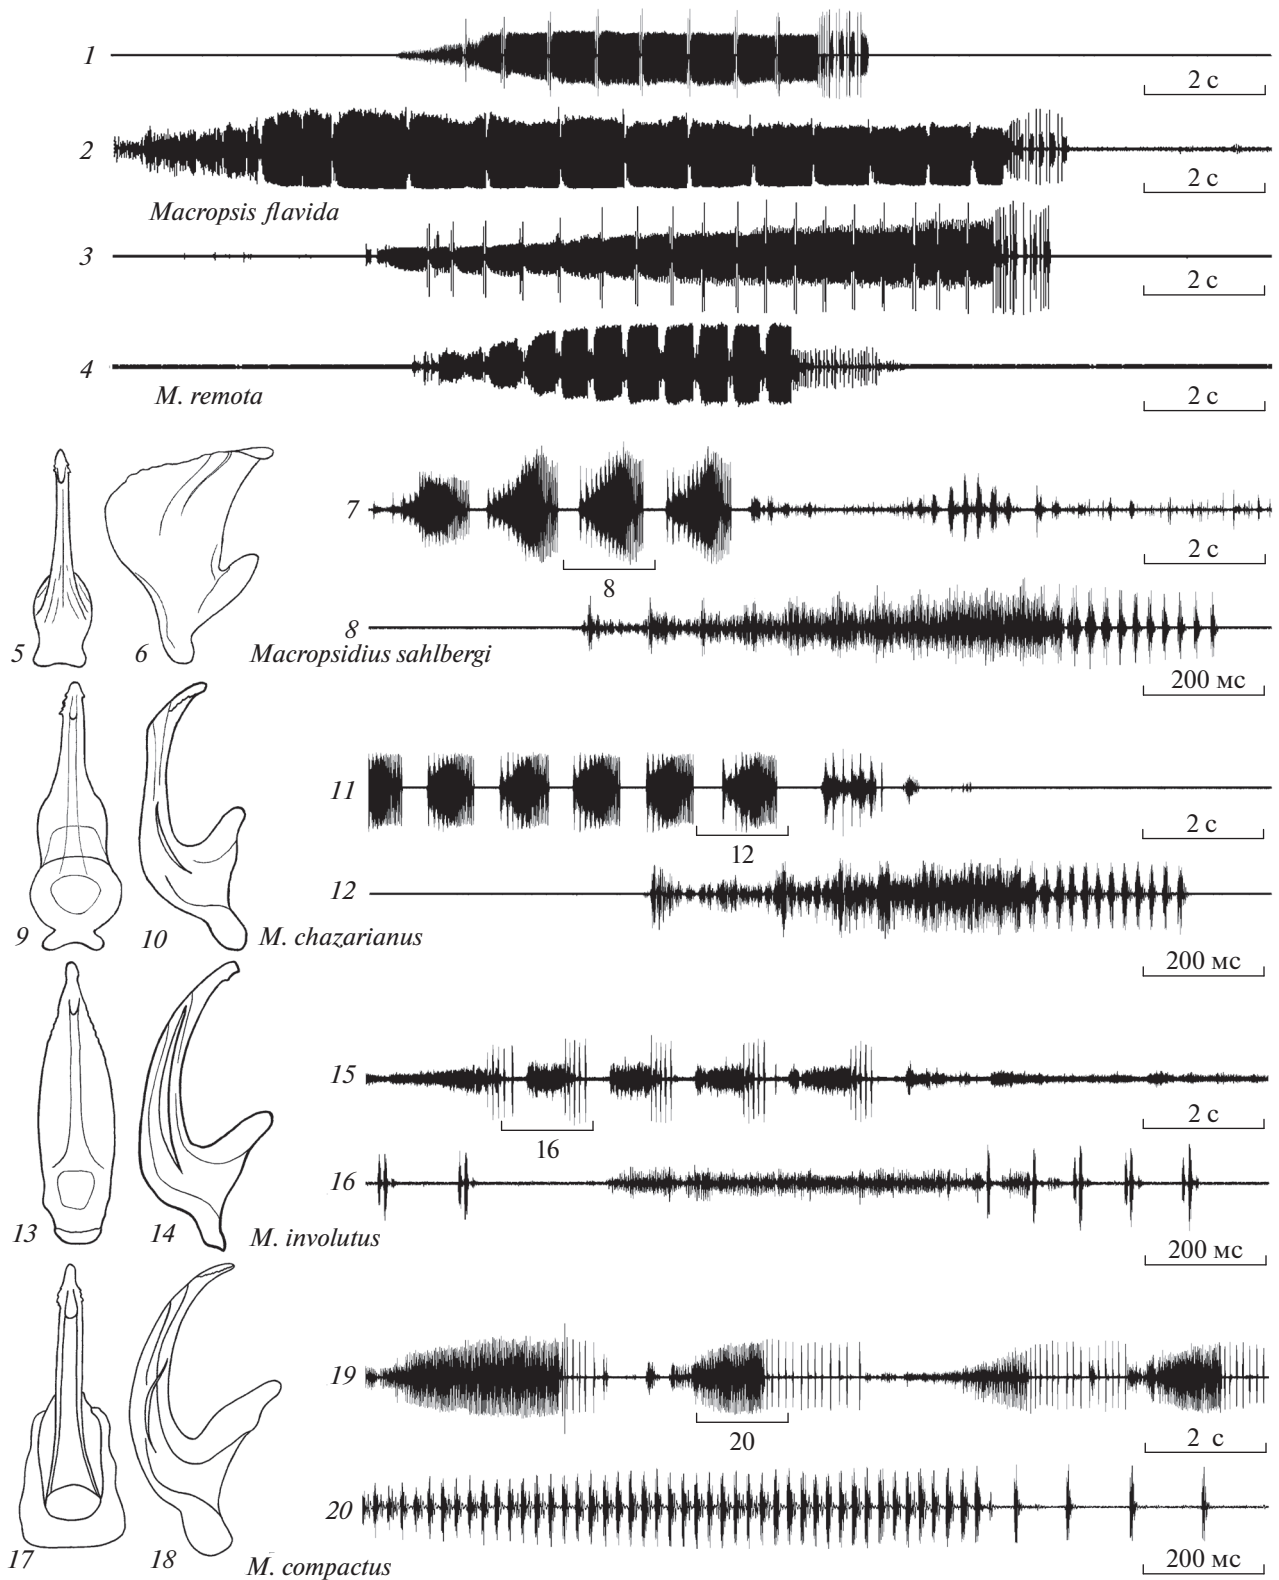 1
2 с
2
2 с
Macropsis flavida
3
2 с
4
2 с
M. remota
7
2 с
8
8
5
6
Macropsidius sahlbergi
200 мс
11
2 с
12
12
9
10
M. chazarianus
200 мс
15
2 с
16
16
13
14
M. involutus
200 мс
19
2 с
20
20
17
18
M. compactus
200 мс